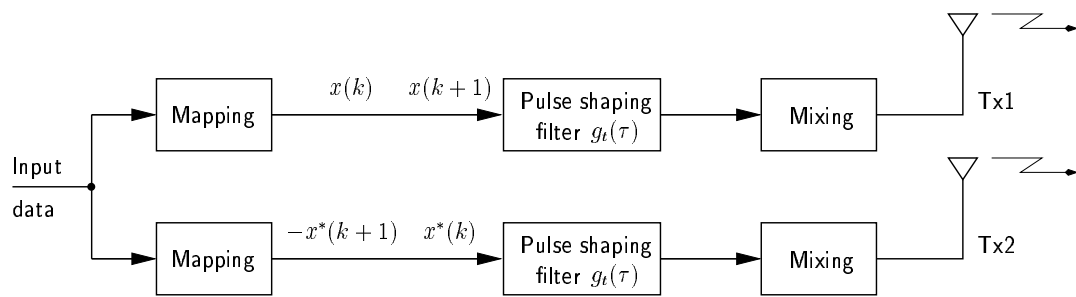 Input
data
Mapping
x(k) x(k + 1)
Pulse shaping
filter g_t(τ)
Mixing
Tx1
Mapping
−x*(k + 1) x*(k)
Pulse shaping
filter g_t(τ)
Mixing
Tx2